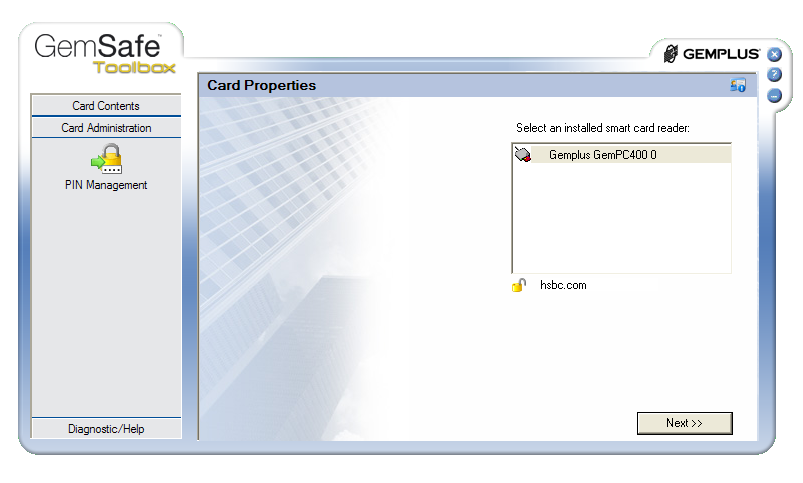 GemSafe™
Toolbox
GEMPLUS
Card Properties
Card Contents
Card Administration
PIN Management
Diagnostic/Help
Select an installed smart card reader:
Gemplus GemPC400 0
hsbc.com
Next >>